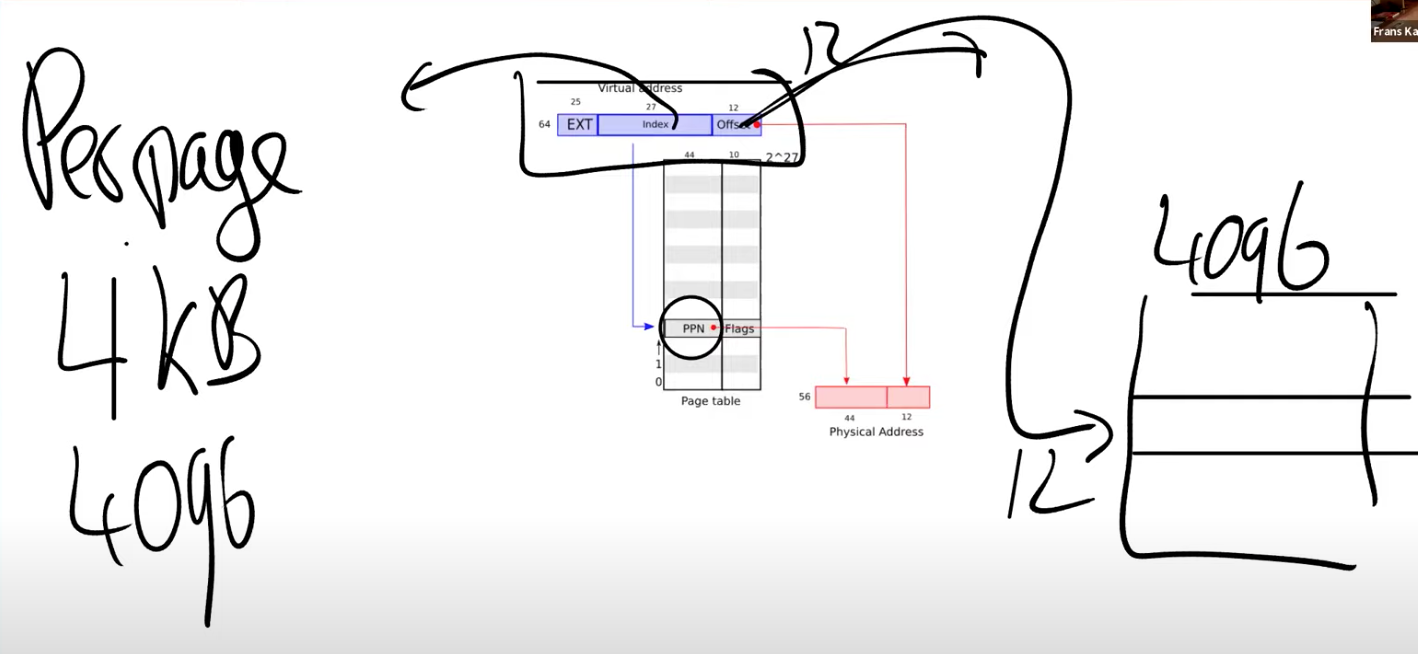 Frans Ka
Per page
4 kB
4096
12
Virtual address
25
27
12
64
EXT
Index
Offset
44
10
2^27
PPN
Flags
1
0
Page table
56
44
12
Physical Address
4096
12